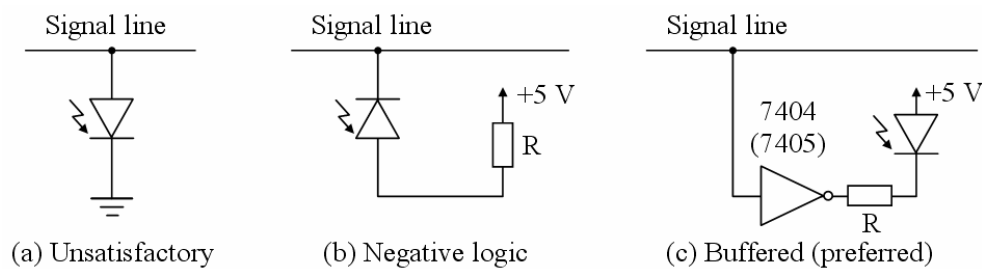 Signal line
Signal line
Signal line
+5 V
R
7404
(7405)
+5 V
R
(a) Unsatisfactory
(b) Negative logic
(c) Buffered (preferred)